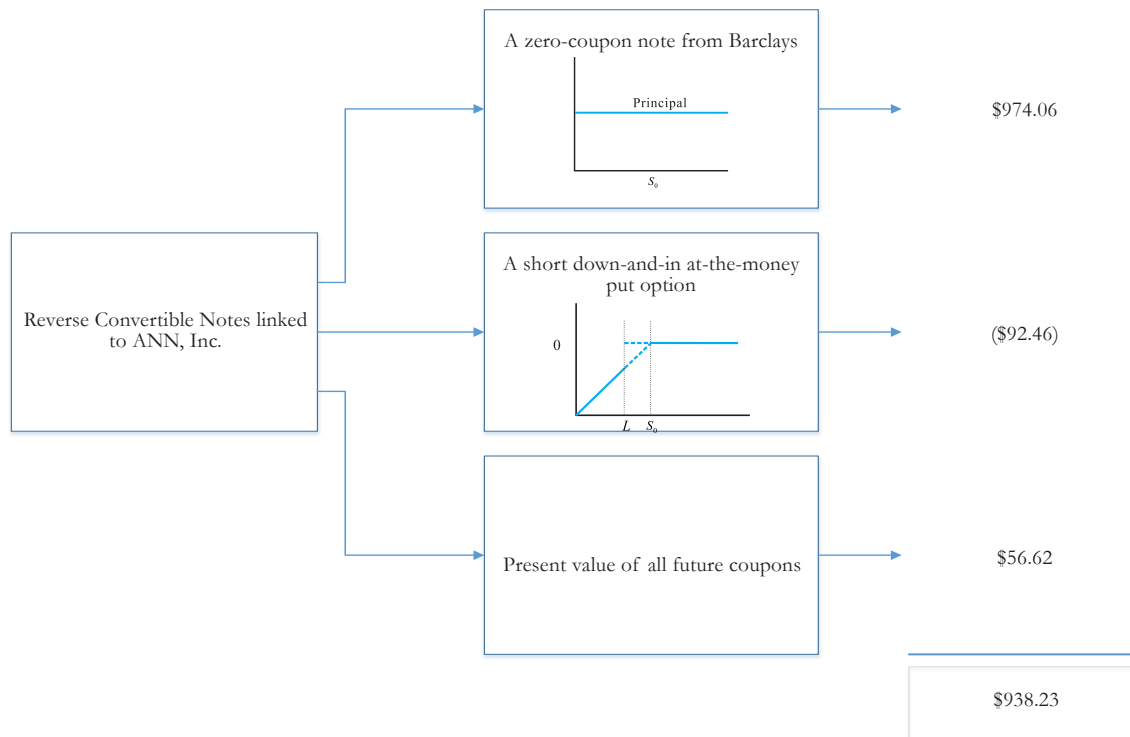 A zero-coupon note from Barclays
Principal
S₀
$974.06
Reverse Convertible Notes linked
to ANN, Inc.
A short down-and-in at-the-money
put option
0
L S₀
($92.46)
Present value of all future coupons
$56.62
$938.23